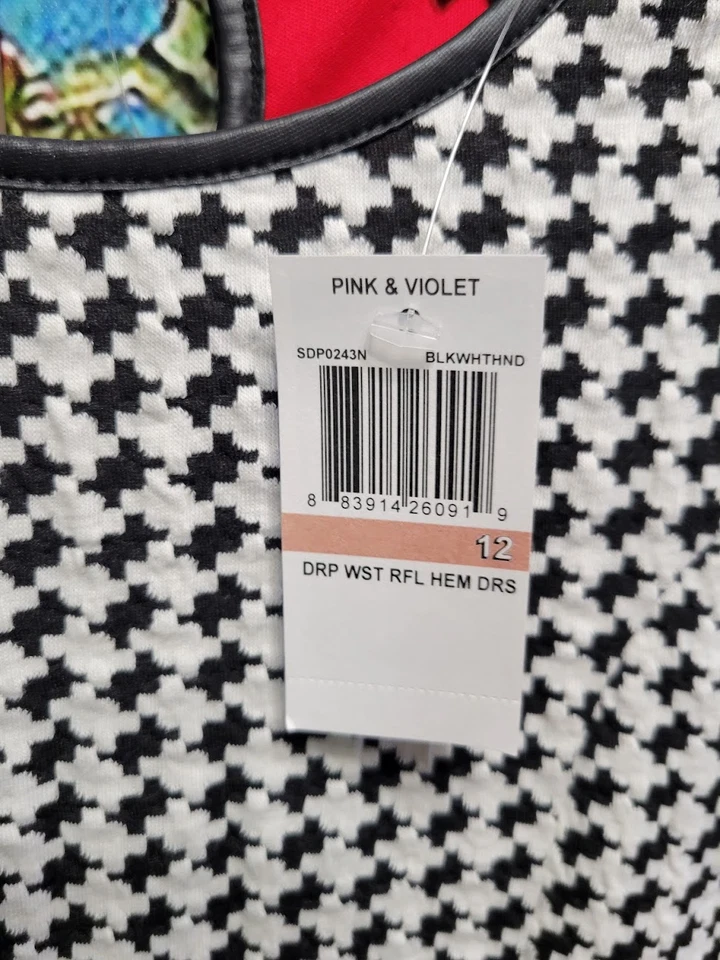 PINK & VIOLET
SDP0243N BLKWHTHND
8 83914 26091 9
12
DRP WST RFL HEM DRS